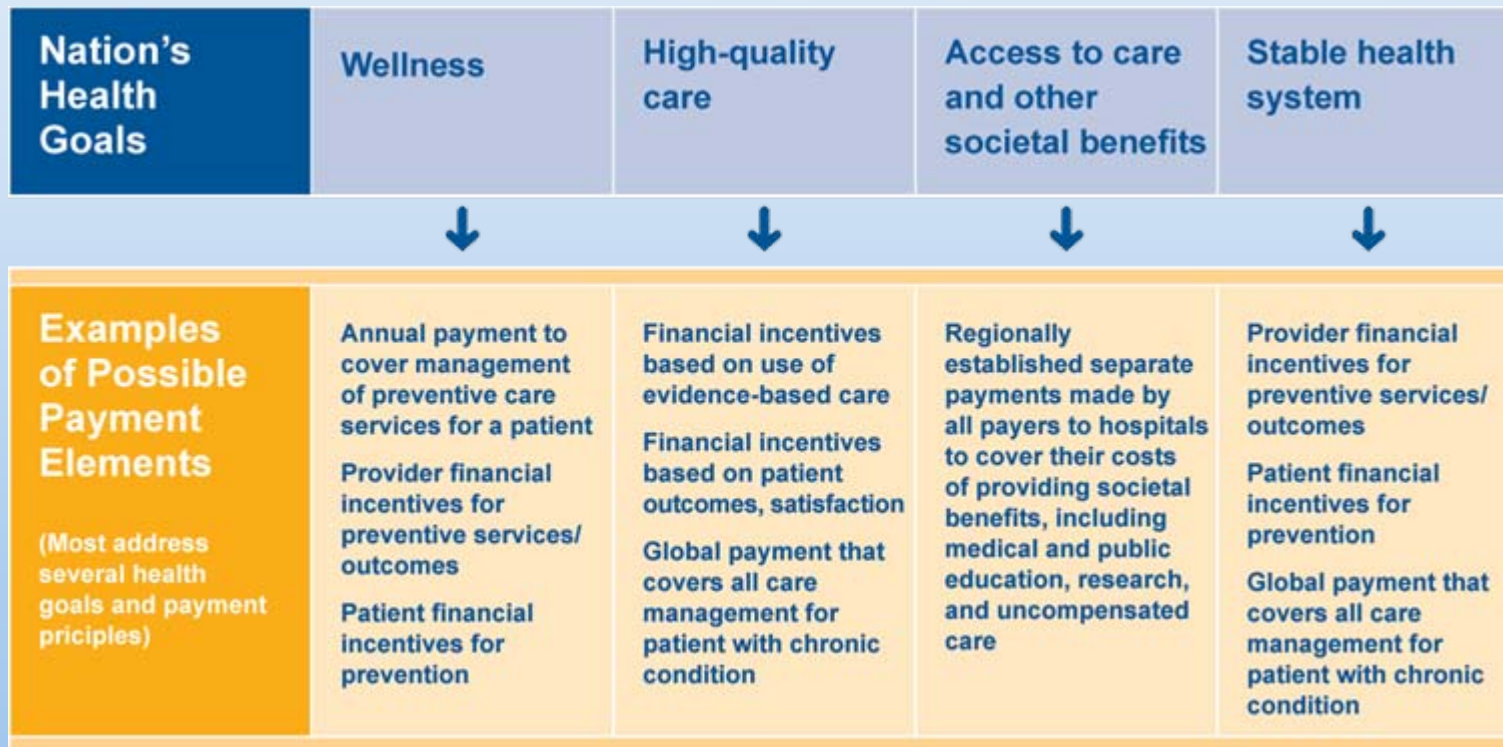 Nation's
Health
Goals
Wellness
High-quality
care
Access to care
and other
societal benefits
Stable health
system
Examples
of Possible
Payment
Elements
(Most address
several health
goals and payment
priciples)
Annual payment to
cover management
of preventive care
services for a patient
Provider financial
incentives for
preventive services/
outcomes
Patient financial
incentives for
prevention
Financial incentives
based on use of
evidence-based care
Financial incentives
based on patient
outcomes, satisfaction
Global payment that
covers all care
management for
patient with chronic
condition
Regionally
established separate
payments made by
all payers to hospitals
to cover their costs
of providing societal
benefits, including
medical and public
education, research,
and uncompensated
care
Provider financial
incentives for
preventive services/
outcomes
Patient financial
incentives for
prevention
Global payment that
covers all care
management for
patient with chronic
condition